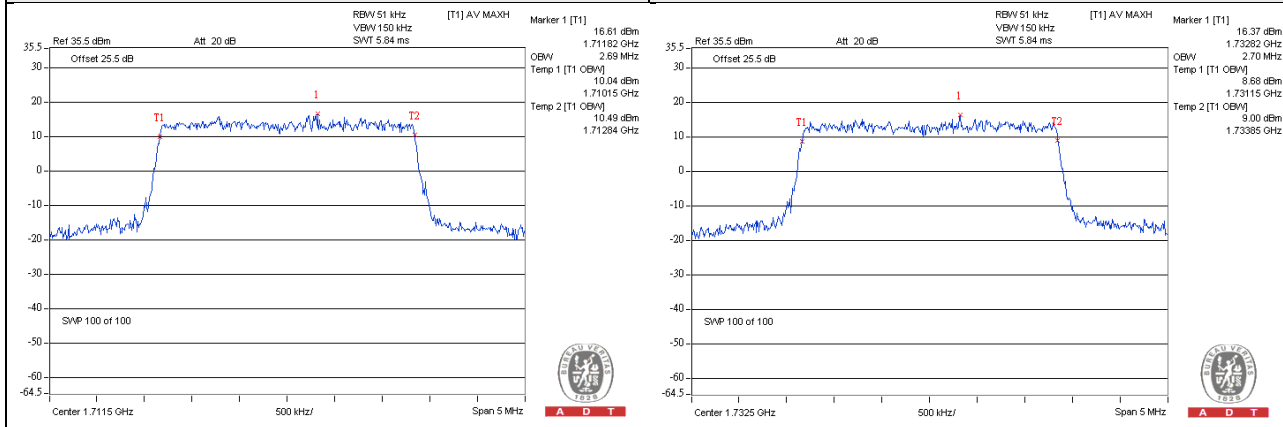 RBW 51 kHz [T1] AV MAXH
VBW 150 kHz
Ref 35.5 dBm Att 20 dB SWT 5.84 ms
Marker 1 [T1]
16.61 dBm
1.71182 GHz
OBW 2.69 MHz
Temp 1 [T1 OBW]
10.04 dBm
1.71015 GHz
Temp 2 [T1 OBW]
10.49 dBm
1.71284 GHz
35.5
Offset 25.5 dB
30
20
10
0
-10
-20
-30
-40
-50
-60
-64.5
1
T1
T2
SWP 100 of 100
Center 1.7115 GHz 500 kHz/ Span 5 MHz
BUREAU VERITAS
1828
A D T
RBW 51 kHz [T1] AV MAXH
VBW 150 kHz
Ref 35.5 dBm Att 20 dB SWT 5.84 ms
Marker 1 [T1]
16.37 dBm
1.73282 GHz
OBW 2.70 MHz
Temp 1 [T1 OBW]
8.68 dBm
1.73115 GHz
Temp 2 [T1 OBW]
9.00 dBm
1.73385 GHz
35.5
Offset 25.5 dB
30
20
10
0
-10
-20
-30
-40
-50
-60
-64.5
1
T1
T2
SWP 100 of 100
Center 1.7325 GHz 500 kHz/ Span 5 MHz
BUREAU VERITAS
1828
A D T